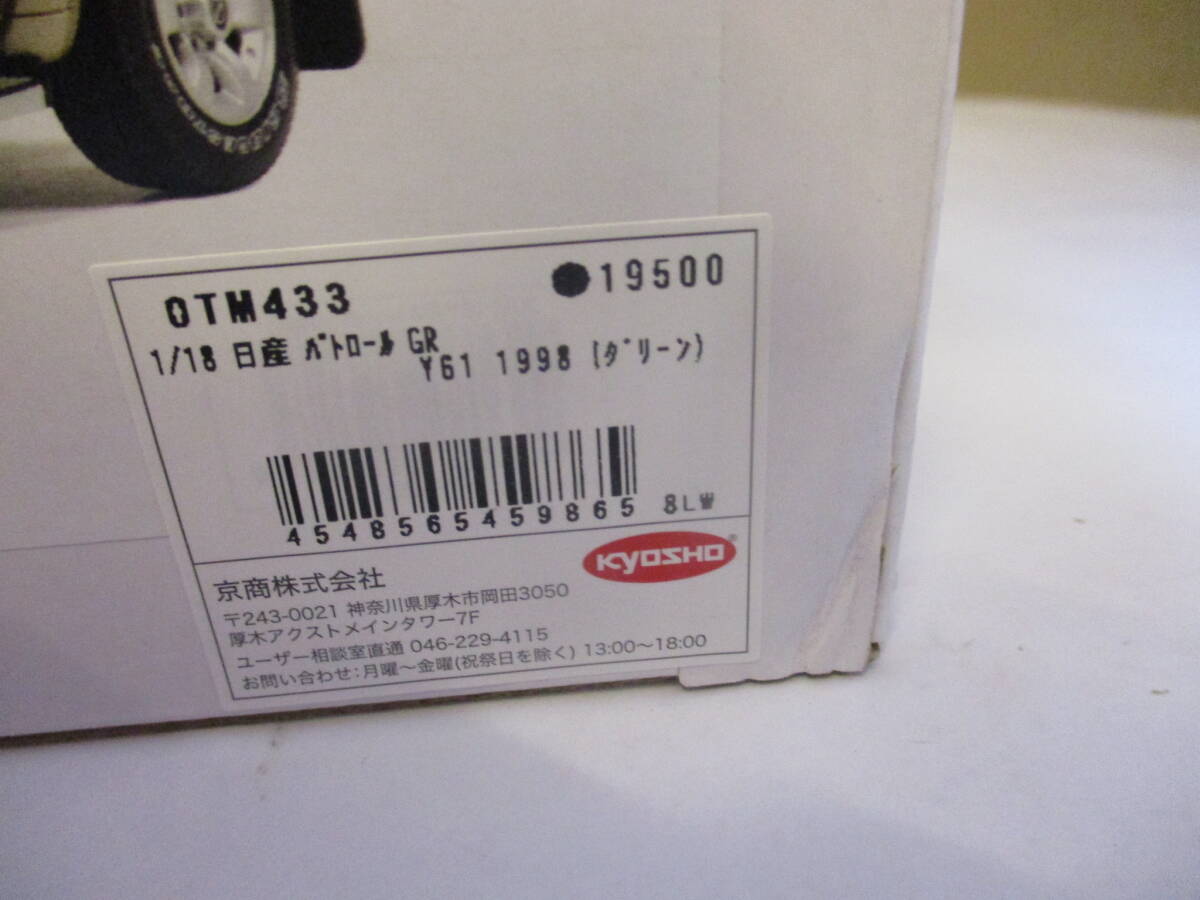 OTM433 ●19500
1/18 日産 パトロール GR
Y61 1998 (グリーン)
4548565459865 8LW
KYOSHO®
京商株式会社
〒243-0021 神奈川県厚木市岡田3050
厚木アクストメインタワー7F
ユーザー相談室直通 046-229-4115
お問い合わせ:月曜〜金曜(祝祭日を除く) 13:00〜18:00